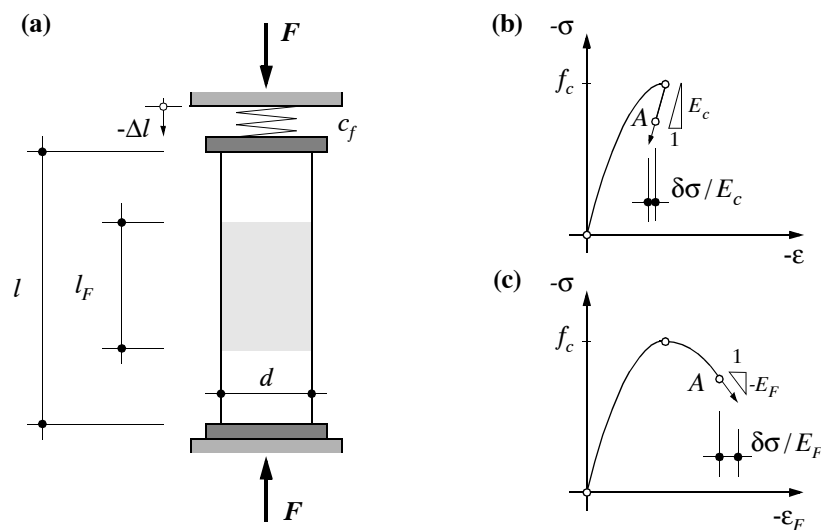 (a)
F
-Δl
c_f
l
l_F
d
F
(b)
-σ
f_c
A
E_c
1
δσ/E_c
-ε
(c)
-σ
f_c
1
A
-E_F
δσ/E_F
-ε_F